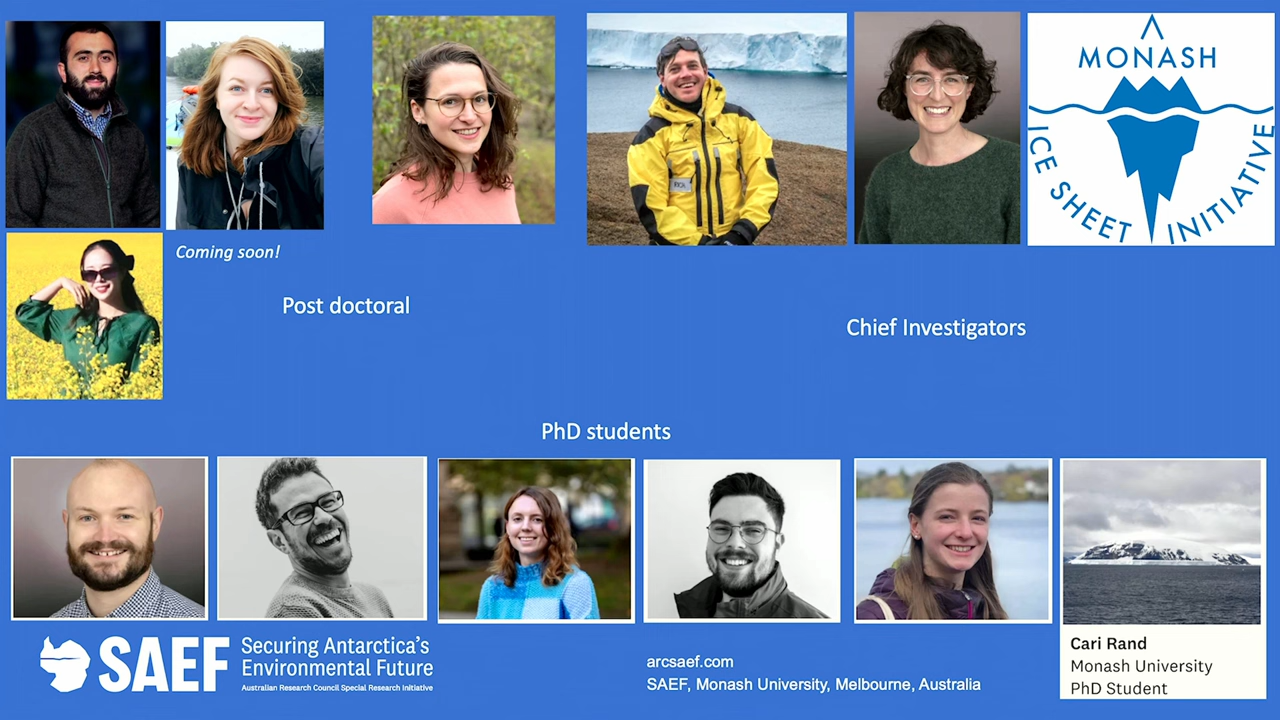 MONASH
ICE SHEET INITIATIVE
Coming soon!
Post doctoral
Chief Investigators
PhD students
SAEF
Securing Antarctica's
Environmental Future
Australian Research Council Special Research Initiative
arcsaef.com
SAEF, Monash University, Melbourne, Australia
Cari Rand
Monash University
PhD Student